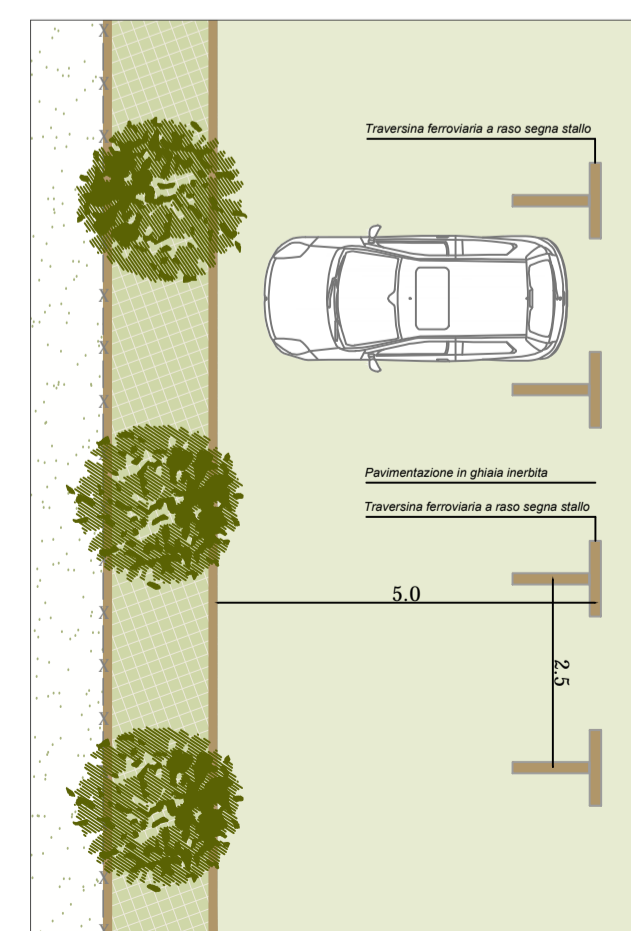 Traversina ferroviaria a raso segna stallo
Pavimentazione in ghiaia inerbita
Traversina ferroviaria a raso segna stallo
5.0
2.5